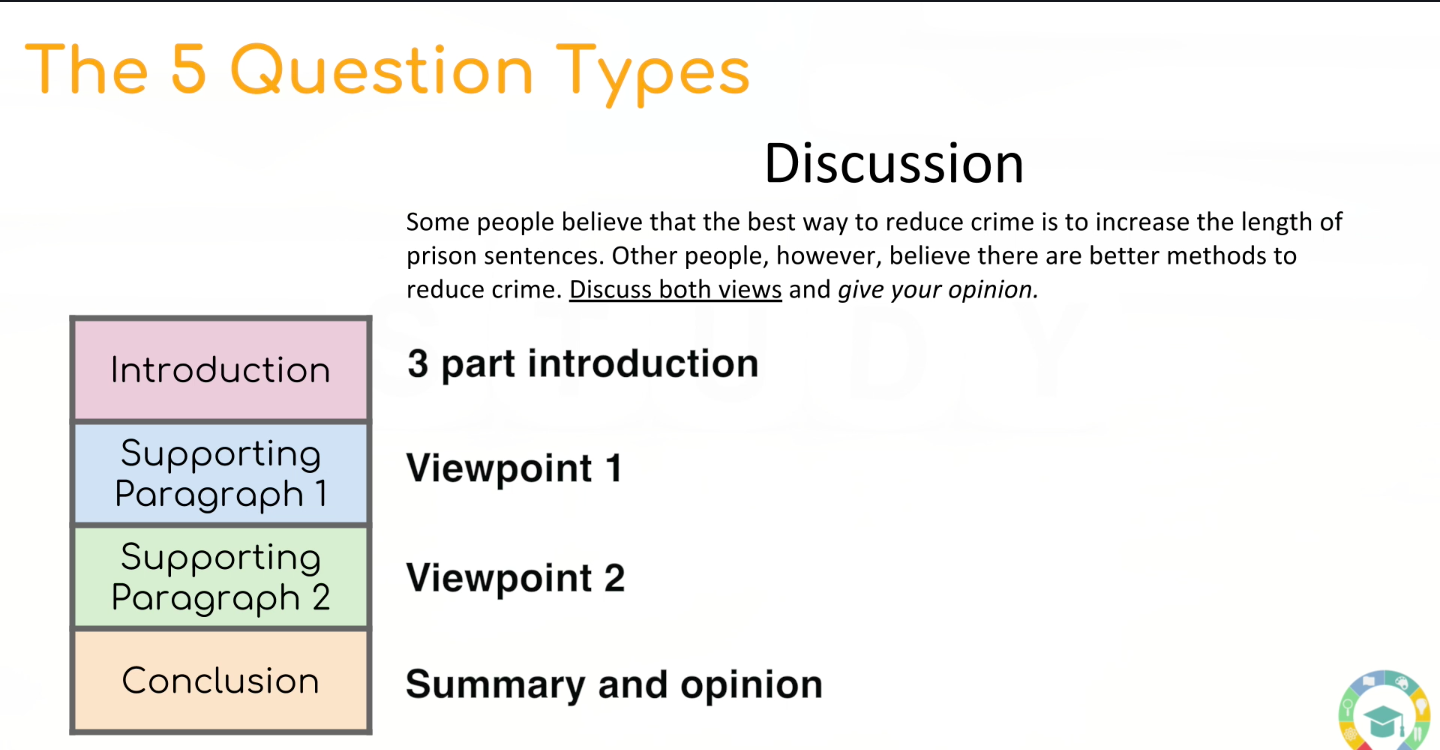 The 5 Question Types
Discussion
Some people believe that the best way to reduce crime is to increase the length of
prison sentences. Other people, however, believe there are better methods to
reduce crime. Discuss both views and give your opinion.
Introduction
3 part introduction
Supporting
Paragraph 1
Viewpoint 1
Supporting
Paragraph 2
Viewpoint 2
Conclusion
Summary and opinion
STUDY